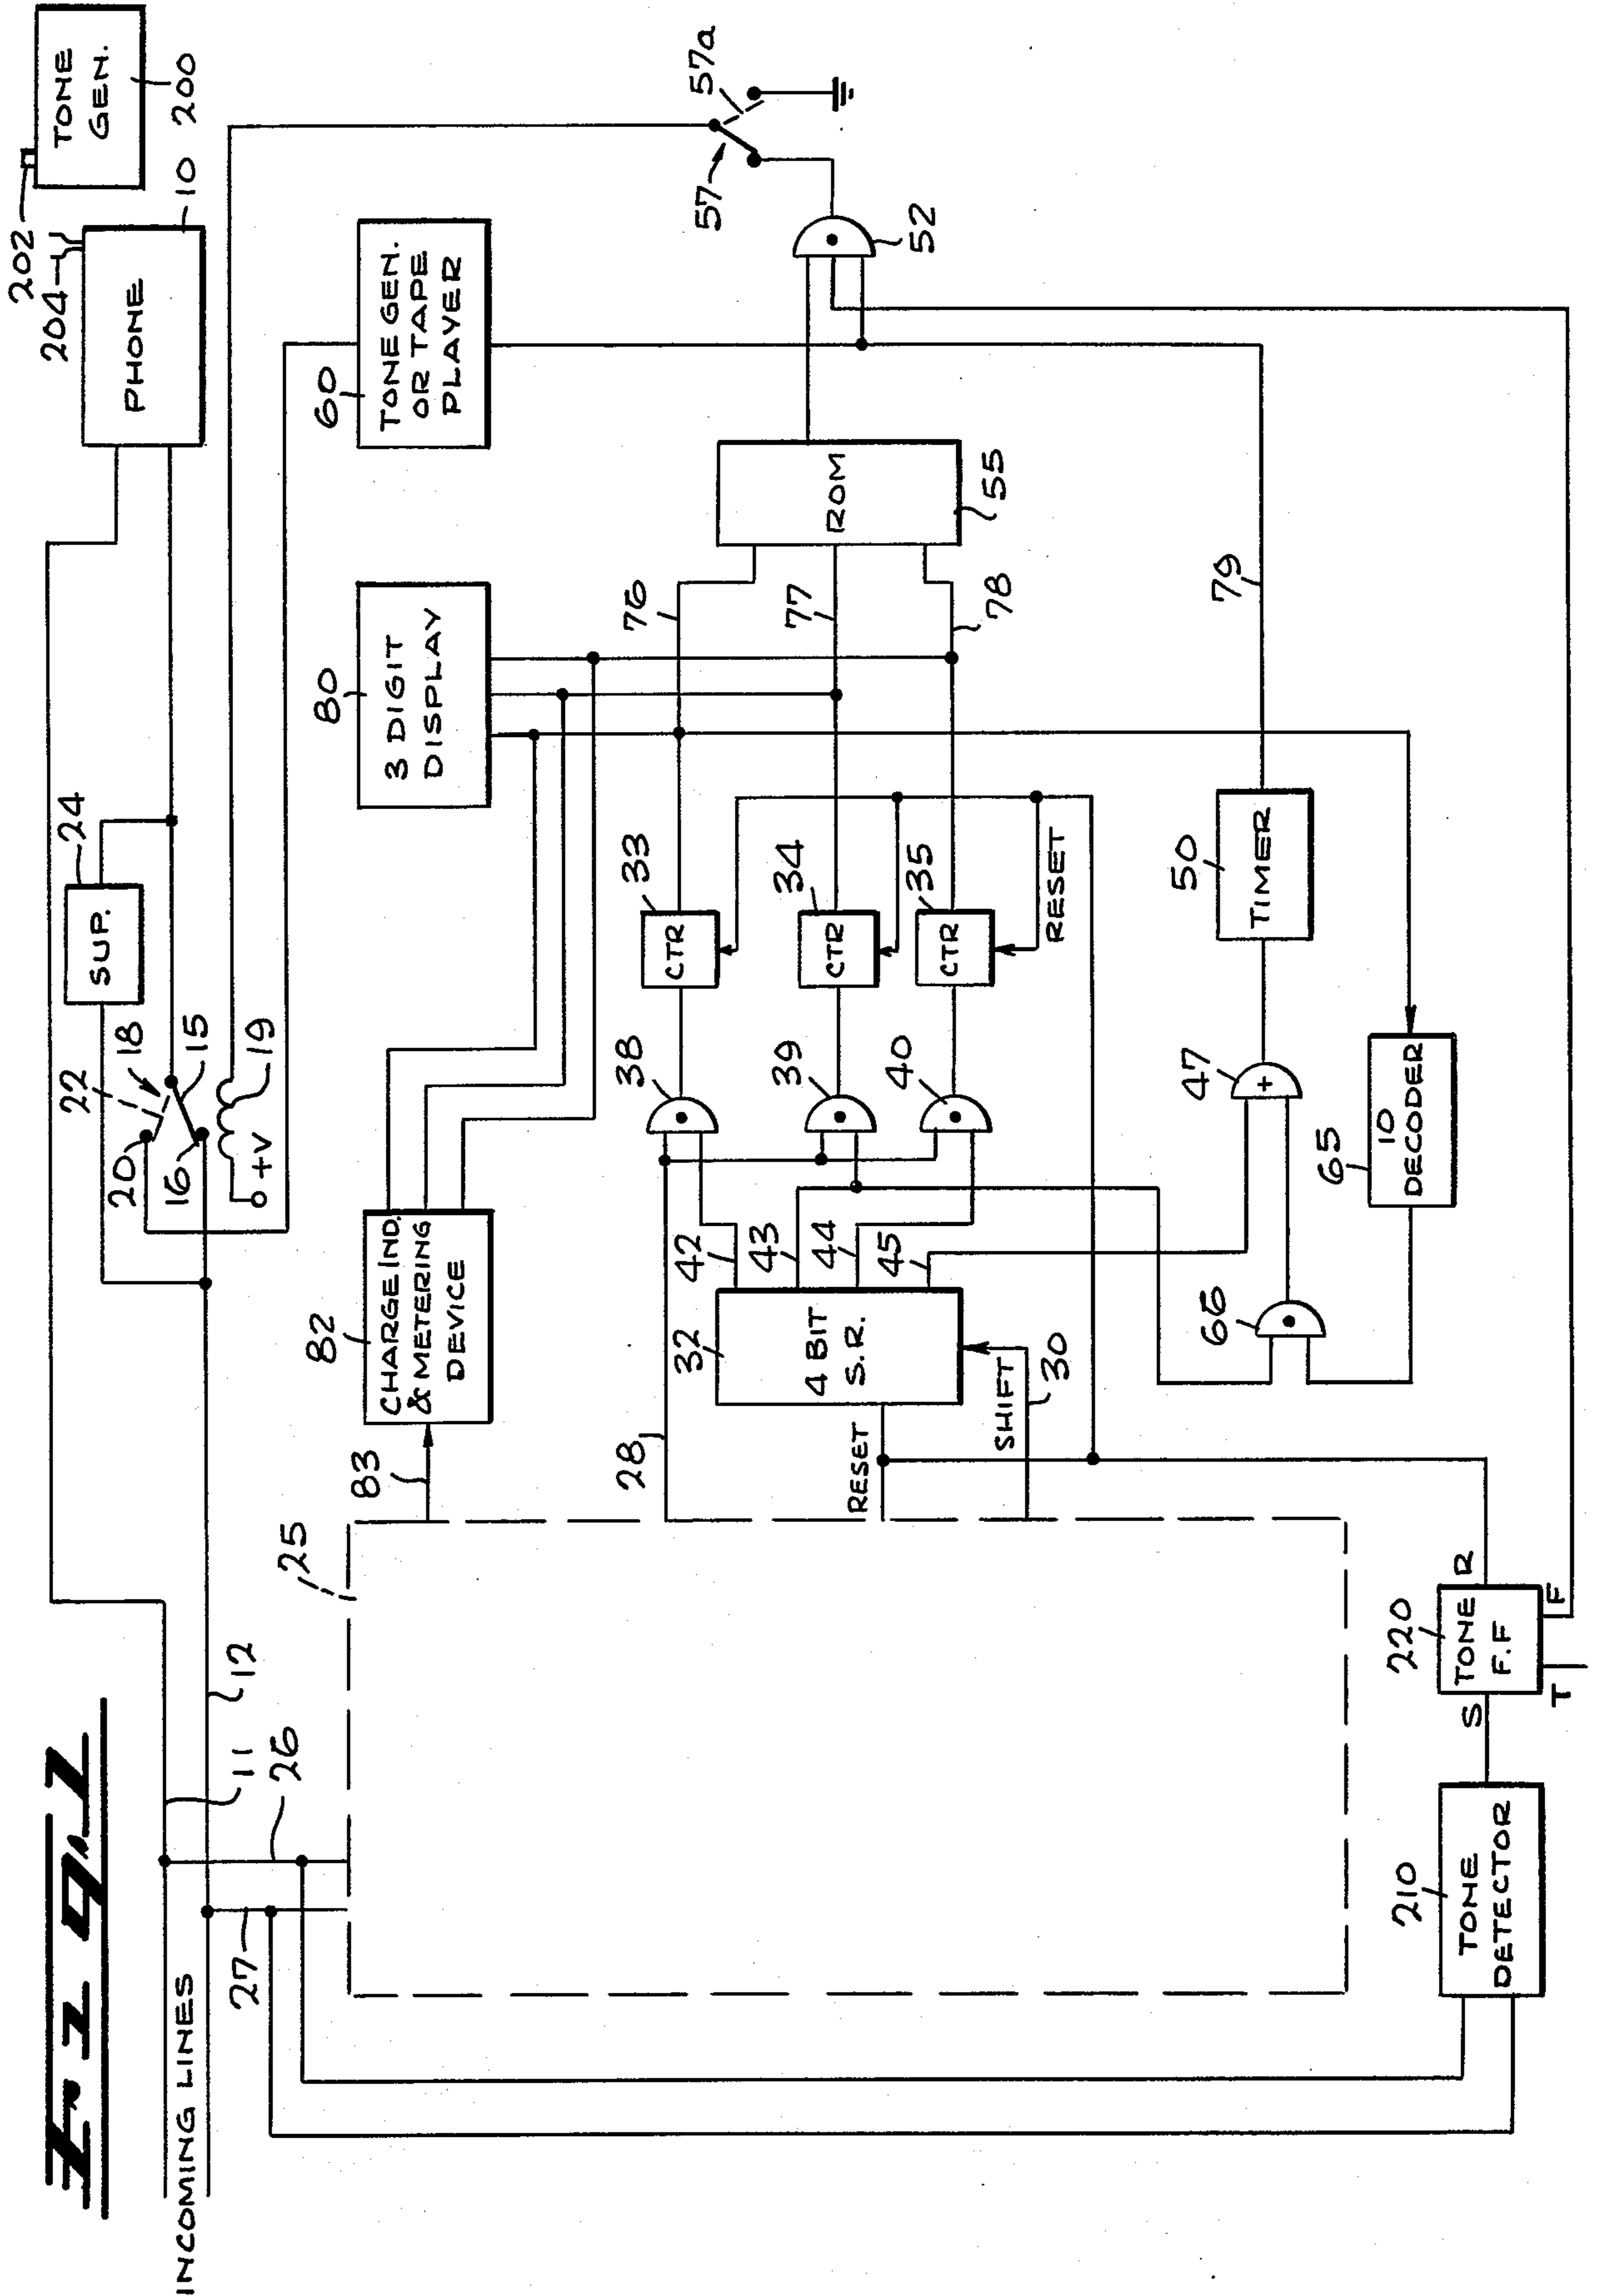 Fig. 1
INCOMING LINES
11
12
26
27
25
24
SUP.
22
18
15
20
16
19
+V
PHONE
10
204
202
TONE
GEN.
200
82
CHARGE IND.
& METERING
DEVICE
83
80
3 DIGIT
DISPLAY
60
TONE GEN.
OR TAPE
PLAYER
57
57a
28
38
33
CTR
76
42
43
44
45
39
34
CTR
77
40
35
CTR
78
RESET
ROM
55
52
32
4 BIT
S.R.
RESET
SHIFT
30
47
+
50
TIMER
79
66
65
10
DECODER
210
TONE
DETECTOR
S
220
TONE
F.F
R
T
F